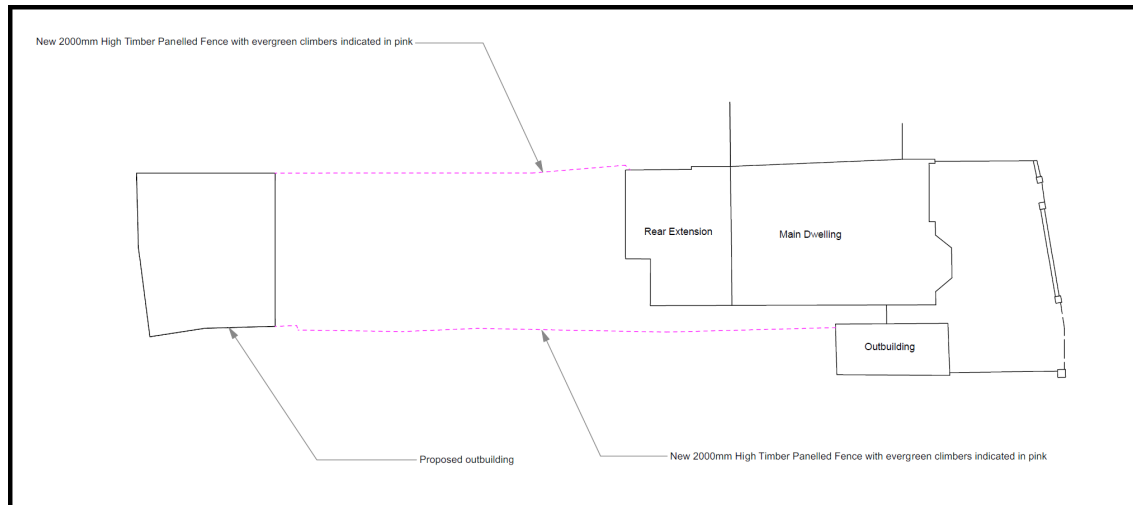 New 2000mm High Timber Panelled Fence with evergreen climbers indicated in pink
Rear Extension
Main Dwelling
Outbuilding
Proposed outbuilding
New 2000mm High Timber Panelled Fence with evergreen climbers indicated in pink